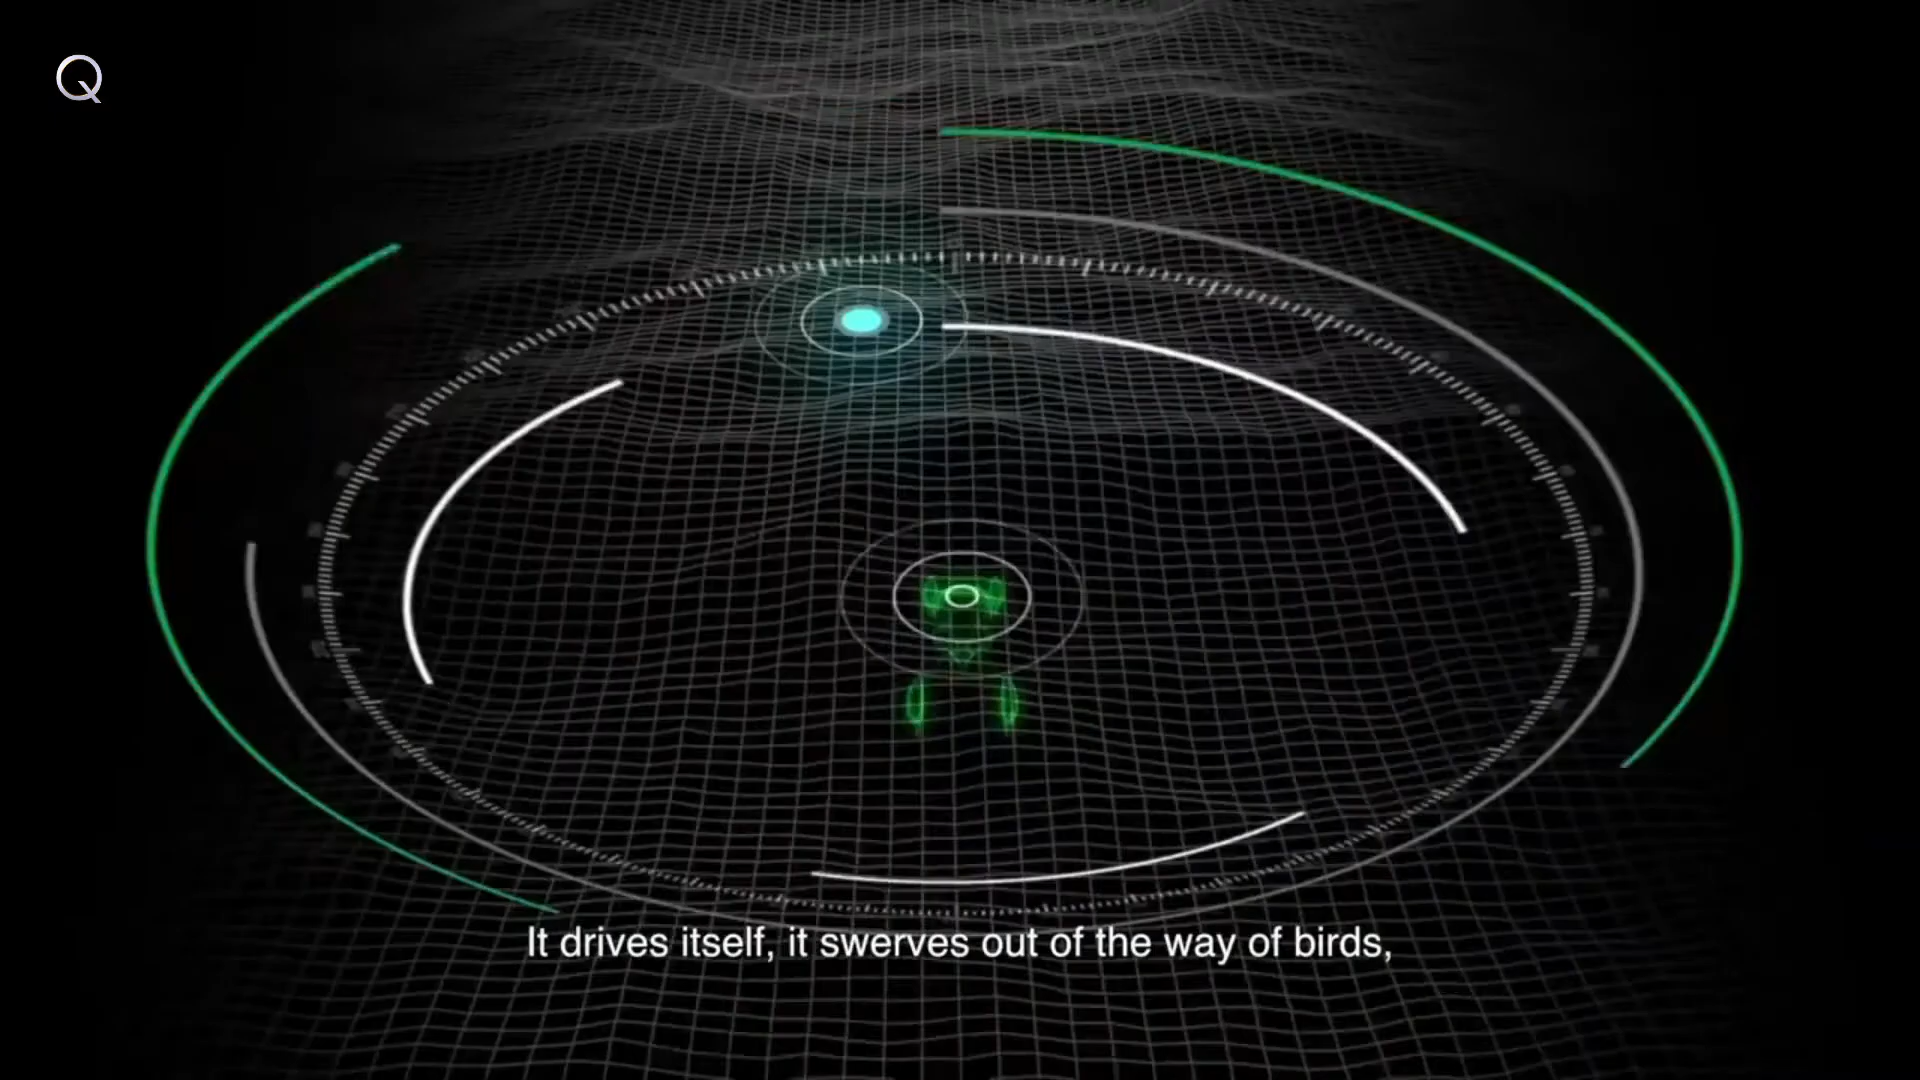 Q
It drives itself, it swerves out of the way of birds,